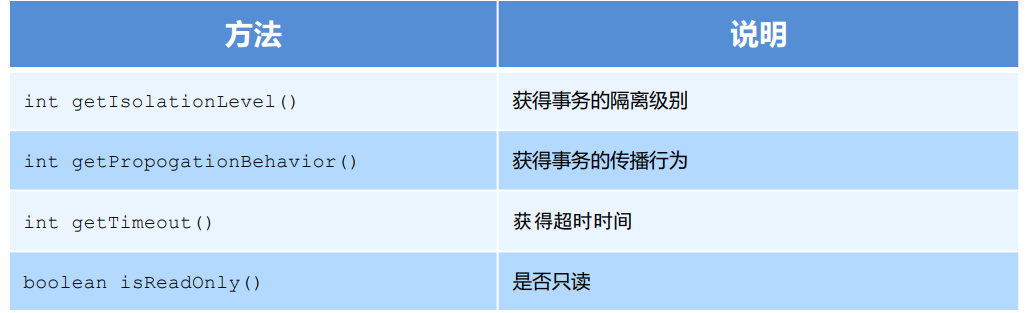 方法 说明
int getIsolationLevel() 获得事务的隔离级别
int getPropogationBehavior() 获得事务的传播行为
int getTimeout() 获得超时时间
boolean isReadOnly() 是否只读